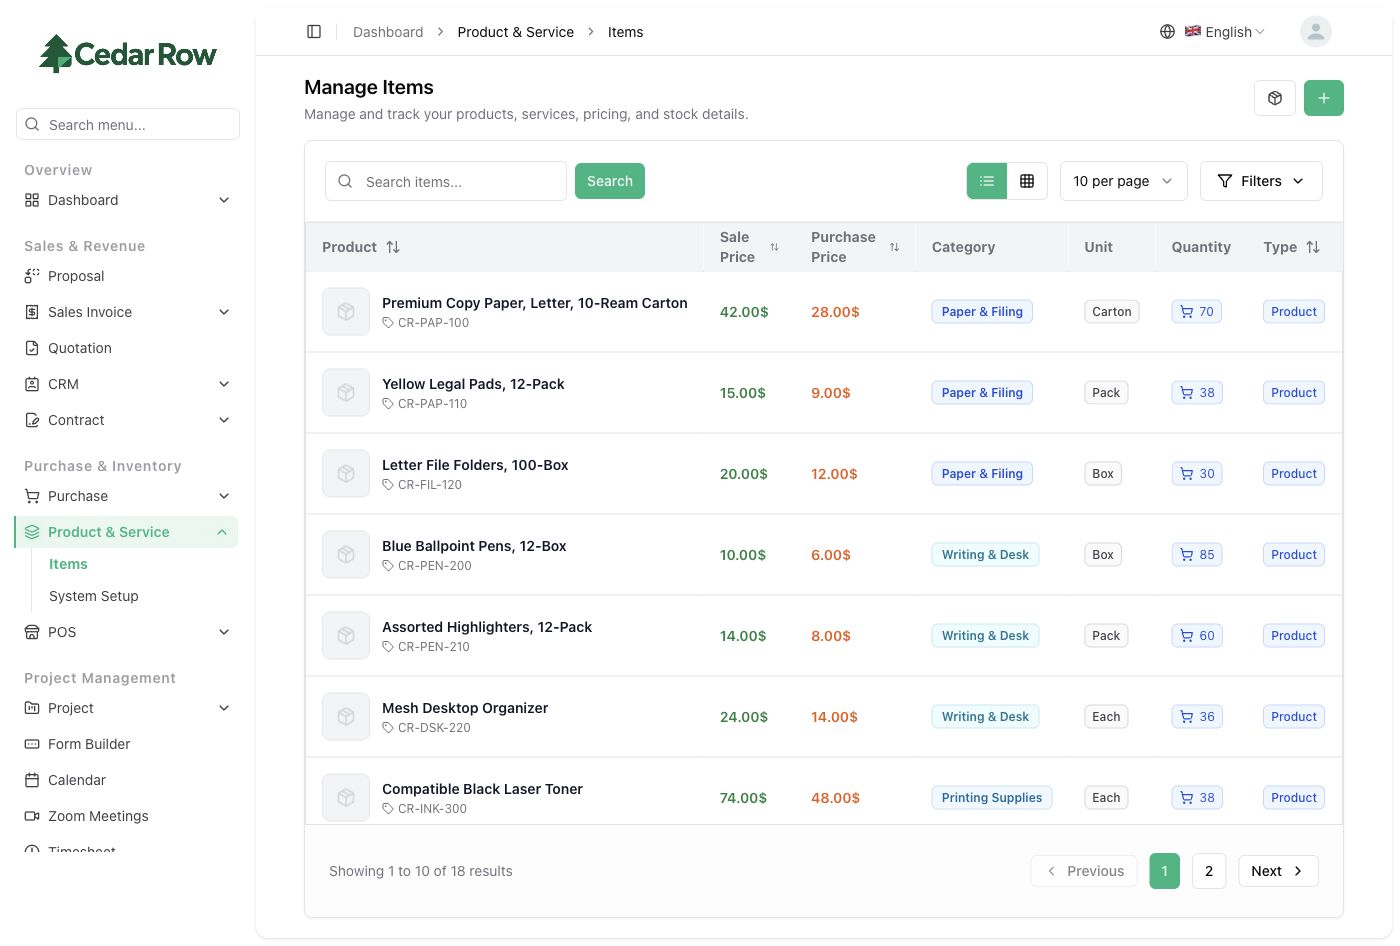 Cedar Row
Search menu...
Overview
Dashboard
Sales & Revenue
Proposal
Sales Invoice
Quotation
CRM
Contract
Purchase & Inventory
Purchase
Product & Service
Items
System Setup
POS
Project Management
Project
Form Builder
Calendar
Zoom Meetings
Timesheet
Dashboard > Product & Service > Items
English
Manage Items
Manage and track your products, services, pricing, and stock details.
Search items...
Search
10 per page
Filters
Product Sale Price Purchase Price Category Unit Quantity Type
Premium Copy Paper, Letter, 10-Ream Carton
CR-PAP-100
42.00$ 28.00$ Paper & Filing Carton 70 Product
Yellow Legal Pads, 12-Pack
CR-PAP-110
15.00$ 9.00$ Paper & Filing Pack 38 Product
Letter File Folders, 100-Box
CR-FIL-120
20.00$ 12.00$ Paper & Filing Box 30 Product
Blue Ballpoint Pens, 12-Box
CR-PEN-200
10.00$ 6.00$ Writing & Desk Box 85 Product
Assorted Highlighters, 12-Pack
CR-PEN-210
14.00$ 8.00$ Writing & Desk Pack 60 Product
Mesh Desktop Organizer
CR-DSK-220
24.00$ 14.00$ Writing & Desk Each 36 Product
Compatible Black Laser Toner
CR-INK-300
74.00$ 48.00$ Printing Supplies Each 38 Product
Showing 1 to 10 of 18 results
Previous 1 2 Next